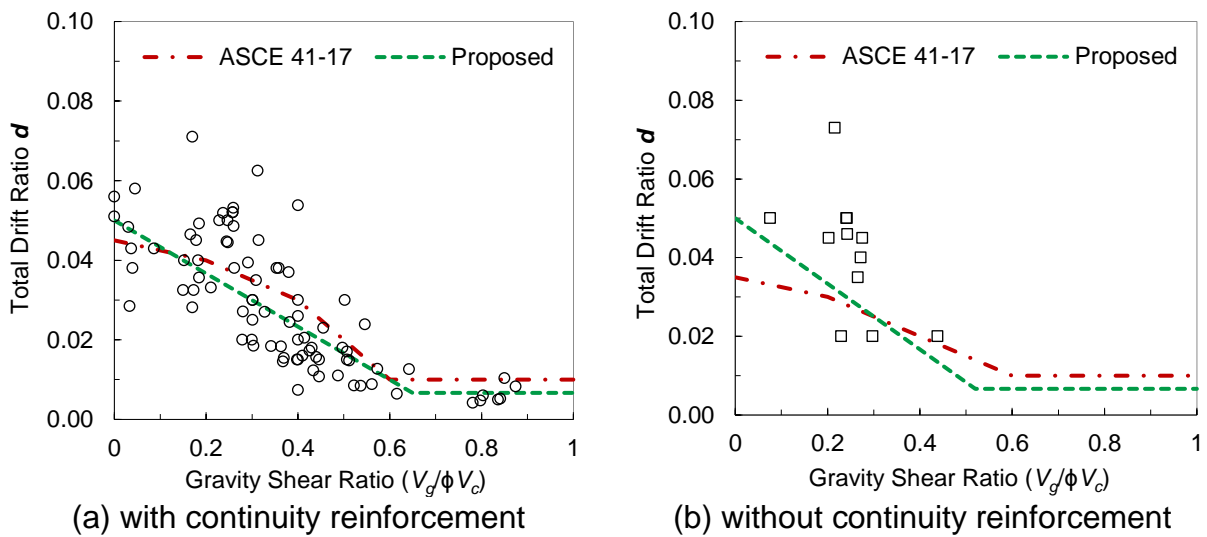 0.10
0.08
0.06
0.04
0.02
0.00
Total Drift Ratio d
ASCE 41-17
Proposed
0
0.2
0.4
0.6
0.8
1
Gravity Shear Ratio (Vg/ϕVc)
(a) with continuity reinforcement
0.10
0.08
0.06
0.04
0.02
0.00
Total Drift Ratio d
ASCE 41-17
Proposed
0
0.2
0.4
0.6
0.8
1
Gravity Shear Ratio (Vg/ϕVc)
(b) without continuity reinforcement